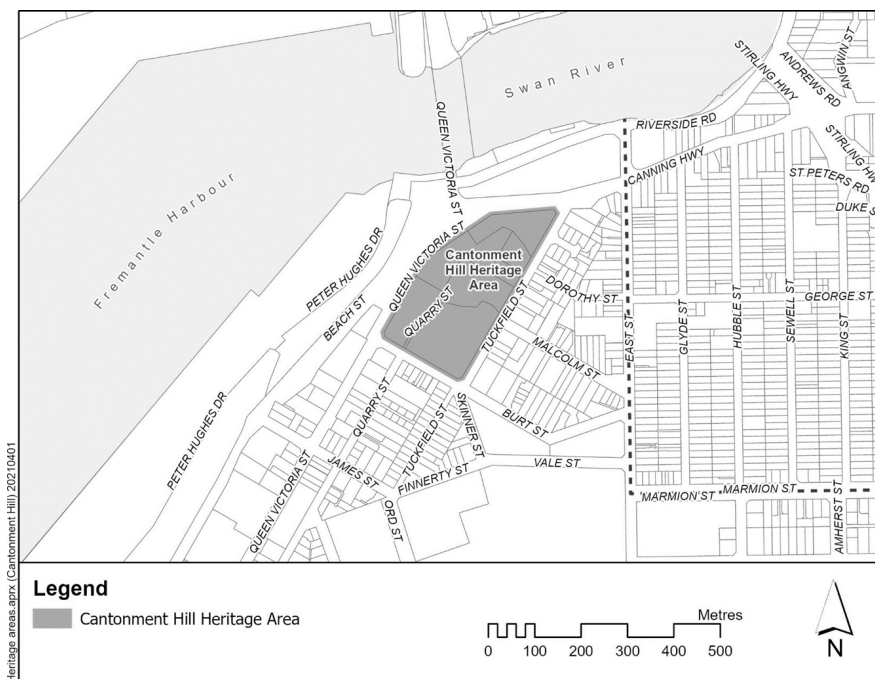 Swan River
Fremantle Harbour
QUEEN VICTORIA ST
STIRLING HWY
ANDREWS RD
ANGWIN ST
RIVERSIDE RD
CANNING HWY
STIRLING HW
ST PETERS RD
DUKE S
PETER HUGHES DR
BEACH ST
QUEEN VICTORIA ST
Cantonment
Hill Heritage
Area
QUARRY ST
TUCKFIELD ST
DOROTHY ST
MALCOLM ST
EAST ST
GLYDE ST
HUBBLE ST
SEWELL ST
GEORGE ST
KING ST
PETER HUGHES DR
QUARRY ST
TUCKFIELD ST
SKINNER ST
BURT ST
JAMES ST
FINNERTY ST
VALE ST
QUEEN VICTORIA ST
ORD ST
MARMION ST
MARMION ST
AMHERST ST
Heritage areas.aprx (Cantonment Hill) 20210401
Legend
Cantonment Hill Heritage Area
Metres
0 100 200 300 400 500
N